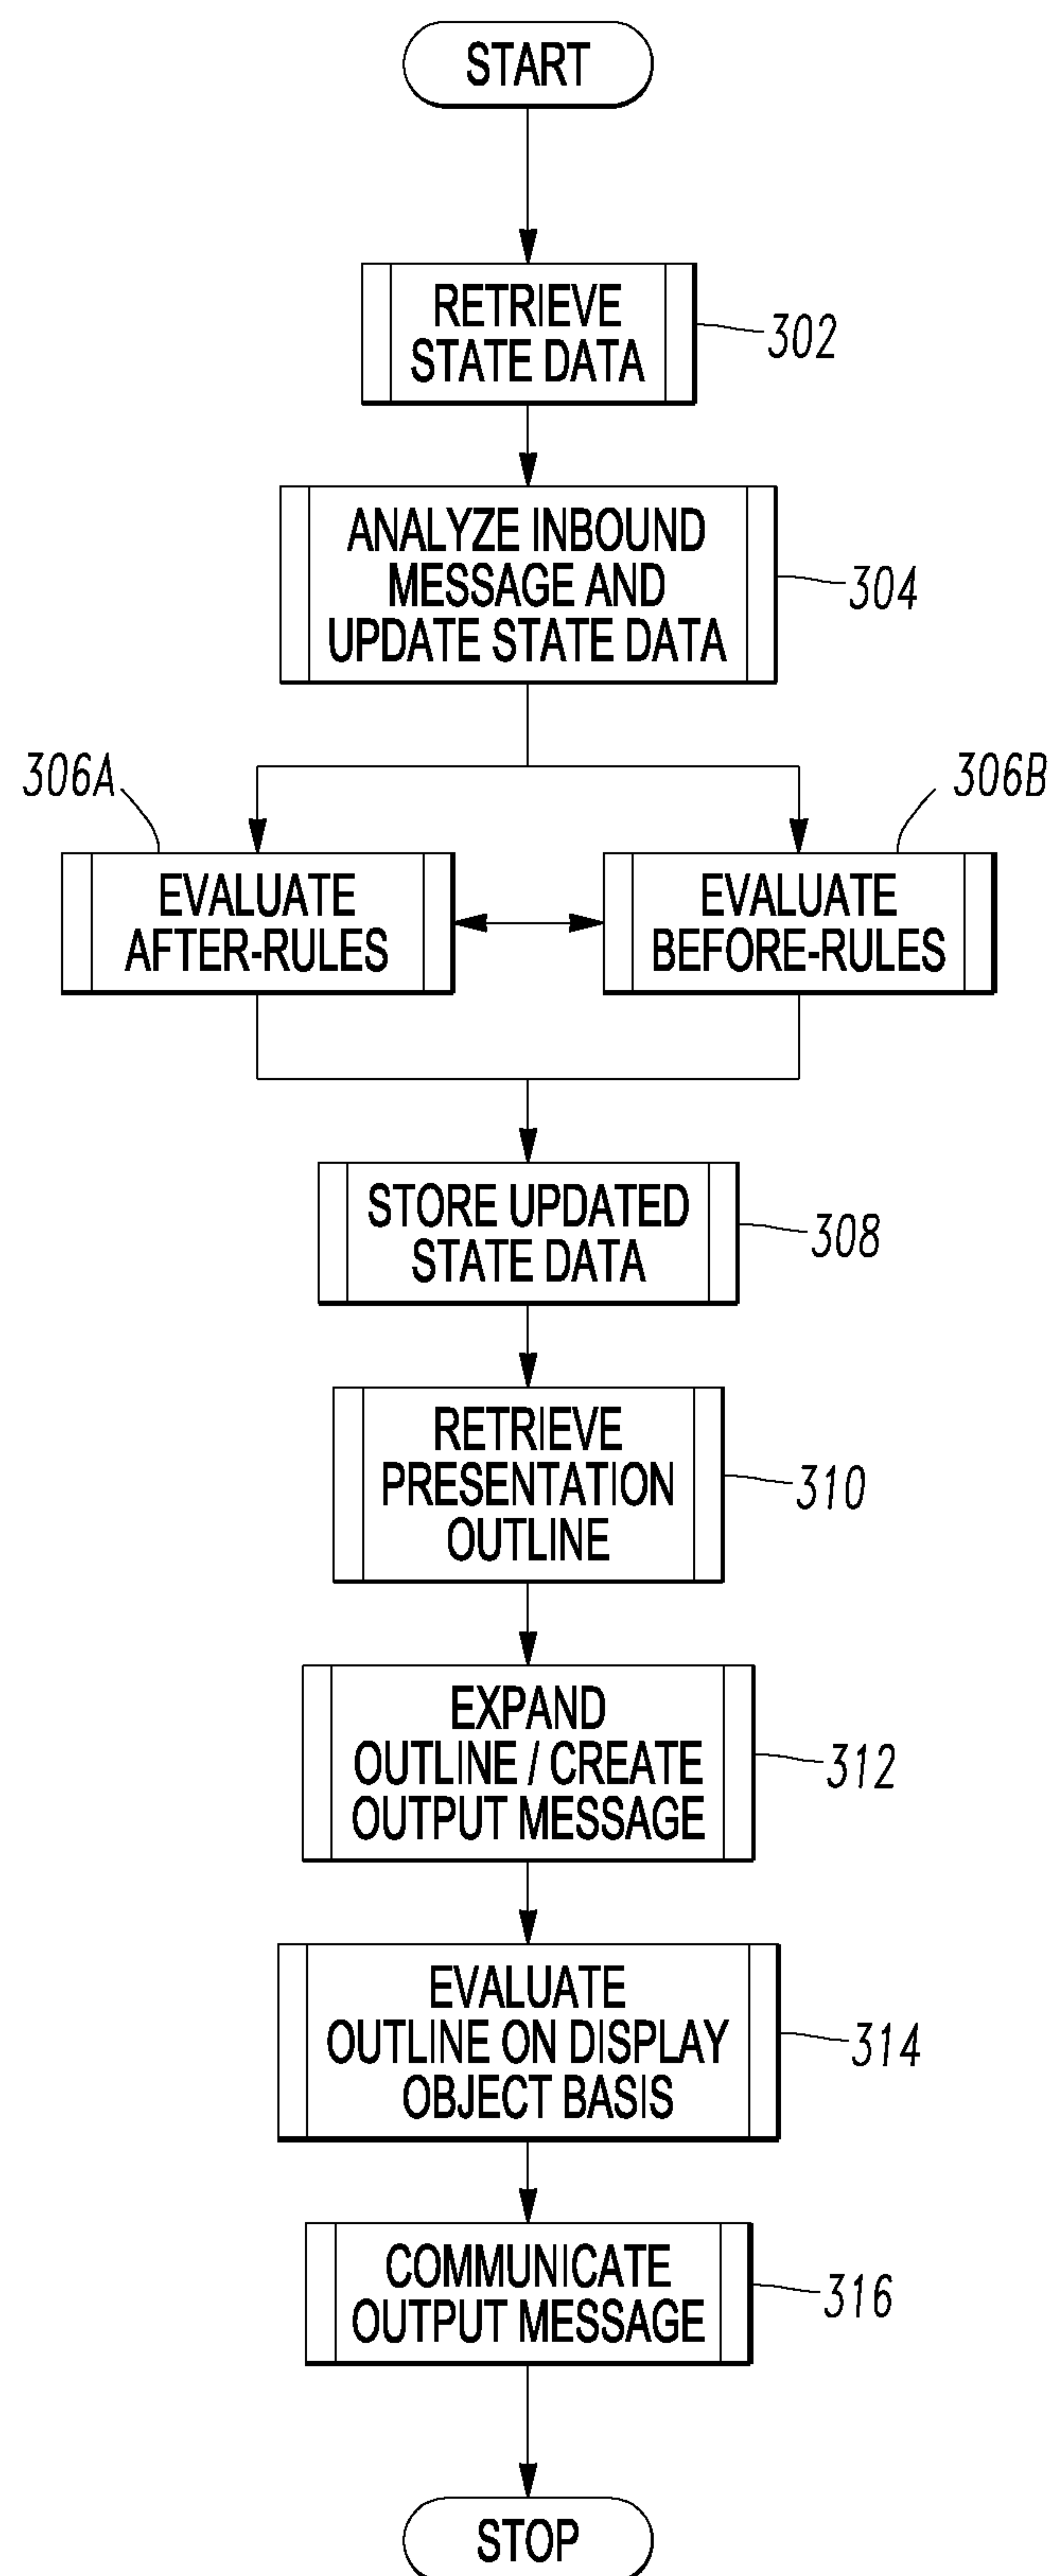 START
RETRIEVE
STATE DATA
302
ANALYZE INBOUND
MESSAGE AND
UPDATE STATE DATA
304
306A
306B
EVALUATE
AFTER-RULES
EVALUATE
BEFORE-RULES
STORE UPDATED
STATE DATA
308
RETRIEVE
PRESENTATION
OUTLINE
310
EXPAND
OUTLINE / CREATE
OUTPUT MESSAGE
312
EVALUATE
OUTLINE ON DISPLAY
OBJECT BASIS
314
COMMUNICATE
OUTPUT MESSAGE
316
STOP